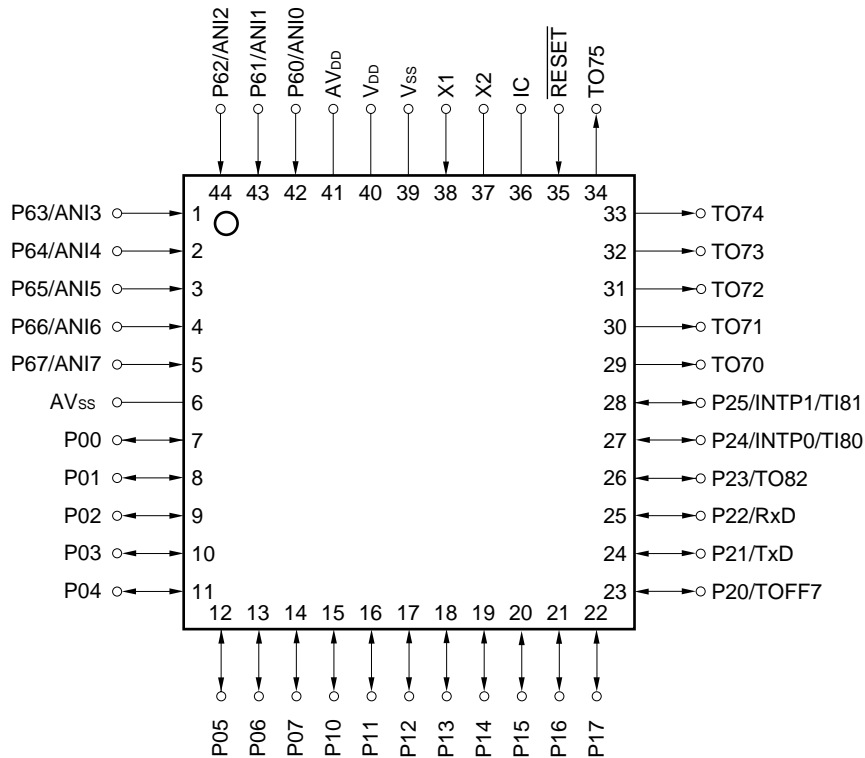 P62/ANI2
P61/ANI1
P60/ANI0
AVDD
VDD
VSS
X1
X2
IC
RESET
TO75
44 43 42 41 40 39 38 37 36 35 34
P63/ANI3 1
P64/ANI4 2
P65/ANI5 3
P66/ANI6 4
P67/ANI7 5
AVSS 6
P00 7
P01 8
P02 9
P03 10
P04 11
33 TO74
32 TO73
31 TO72
30 TO71
29 TO70
28 P25/INTP1/TI81
27 P24/INTP0/TI80
26 P23/TO82
25 P22/RxD
24 P21/TxD
23 P20/TOFF7
12 13 14 15 16 17 18 19 20 21 22
P05
P06
P07
P10
P11
P12
P13
P14
P15
P16
P17